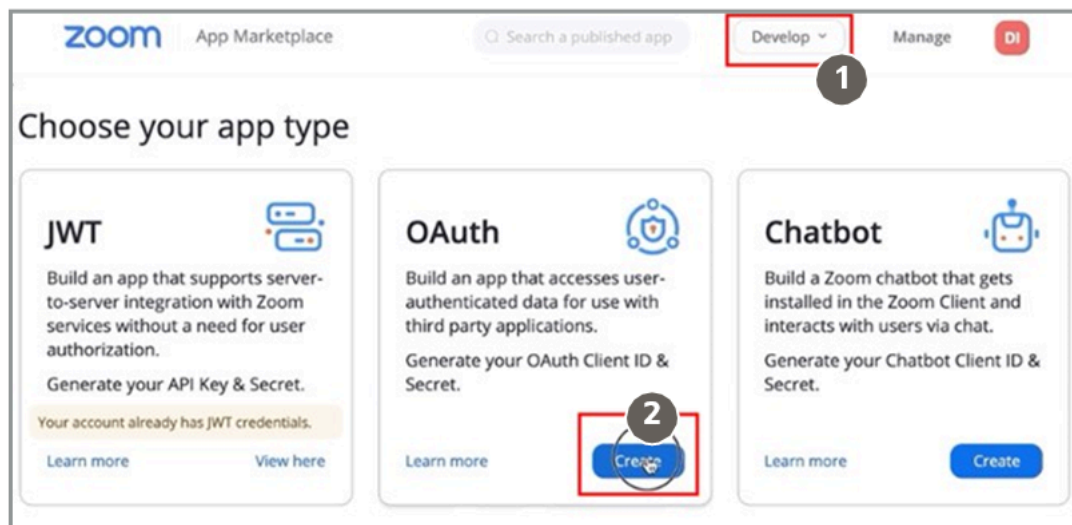 zoom App Marketplace Search a published app Develop Manage DI
1
Choose your app type
JWT
Build an app that supports server-
to-server integration with Zoom
services without a need for user
authorization.
Generate your API Key & Secret.
Your account already has JWT credentials.
Learn more View here
OAuth
Build an app that accesses user-
authenticated data for use with
third party applications.
Generate your OAuth Client ID &
Secret.
2
Learn more Create
Chatbot
Build a Zoom chatbot that gets
installed in the Zoom Client and
interacts with users via chat.
Generate your Chatbot Client ID &
Secret.
Learn more Create